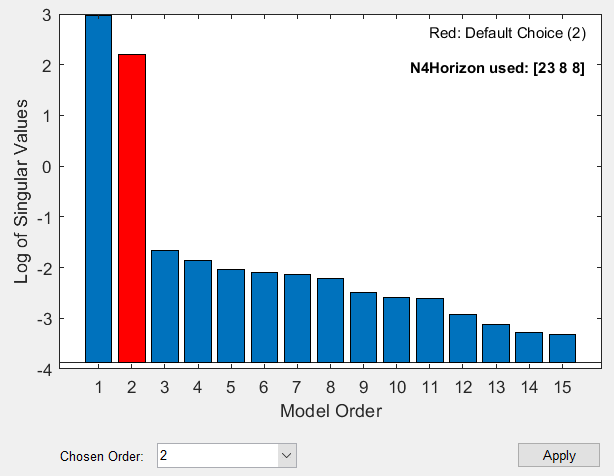 Red: Default Choice (2)
N4Horizon used: [23 8 8]
Log of Singular Values
3
2
1
0
-1
-2
-3
-4
1 2 3 4 5 6 7 8 9 10 11 12 13 14 15
Model Order
Chosen Order: 2 Apply